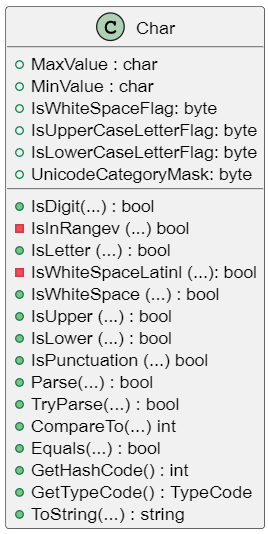 C Char
MaxValue : char
MinValue : char
IsWhiteSpaceFlag: byte
IsUpperCaseLetterFlag: byte
IsLowerCaseLetterFlag: byte
UnicodeCategoryMask: byte
IsDigit(...) : bool
IsInRangev (...) bool
IsLetter (...) : bool
IsWhiteSpaceLatinl (...): bool
IsWhiteSpace (...) : bool
IsUpper (...) : bool
IsLower (...) : bool
IsPunctuation (...) bool
Parse(...) : bool
TryParse(...) : bool
CompareTo(...) int
Equals(...) : bool
GetHashCode() : int
GetTypeCode() : TypeCode
ToString(...) : string